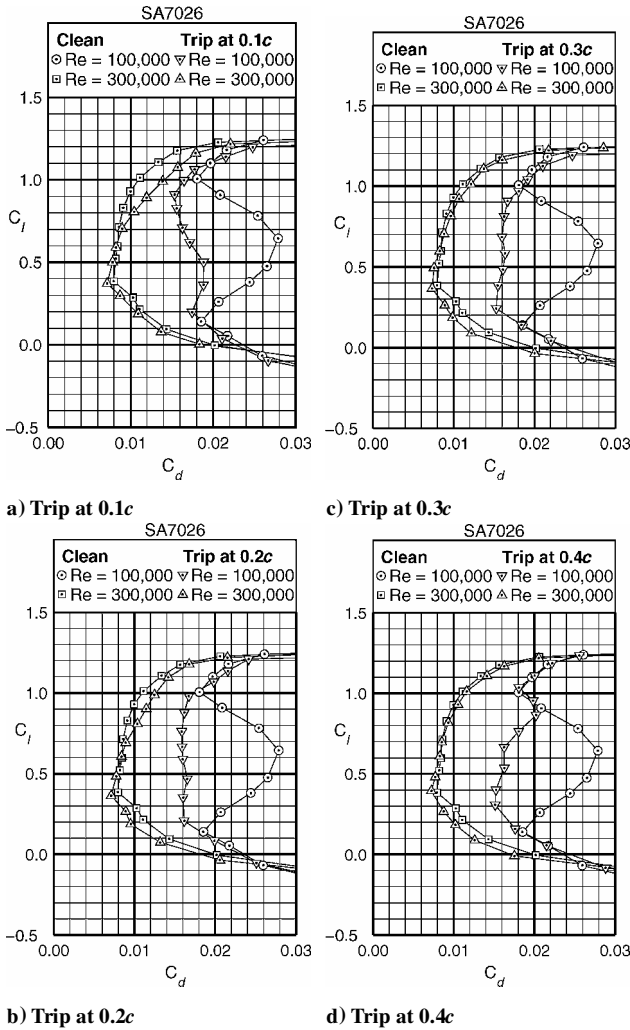 SA7026
Clean Trip at 0.1c
Re = 100,000 Re = 100,000
Re = 300,000 Re = 300,000
1.5
1.0
C_l
0.5
0.0
−0.5
0.00 0.01 0.02 0.03
C_d
a) Trip at 0.1c
SA7026
Clean Trip at 0.3c
Re = 100,000 Re = 100,000
Re = 300,000 Re = 300,000
1.5
1.0
C_l
0.5
0.0
−0.5
0.00 0.01 0.02 0.03
C_d
c) Trip at 0.3c
SA7026
Clean Trip at 0.2c
Re = 100,000 Re = 100,000
Re = 300,000 Re = 300,000
1.5
1.0
C_l
0.5
0.0
−0.5
0.00 0.01 0.02 0.03
C_d
b) Trip at 0.2c
SA7026
Clean Trip at 0.4c
Re = 100,000 Re = 100,000
Re = 300,000 Re = 300,000
1.5
1.0
C_l
0.5
0.0
−0.5
0.00 0.01 0.02 0.03
C_d
d) Trip at 0.4c